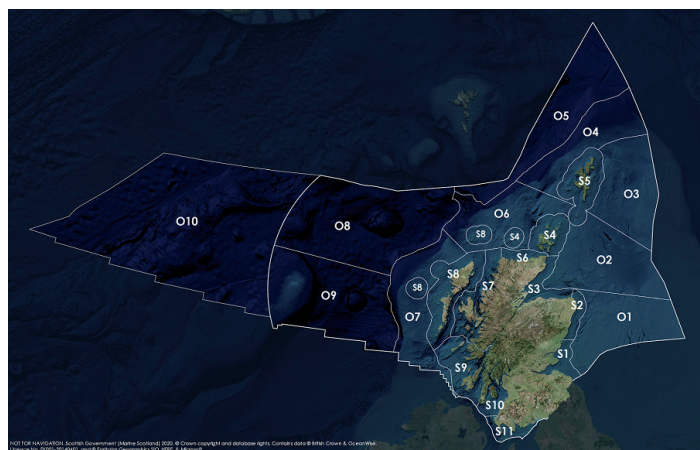 O5
O4
S5
O3
O10
O8
O6
S8
S4
S4
O2
S6
S8
S7
S8
S3
O9
S2
O7
O1
S1
S9
S10
S11
NOT FOR NAVIGATION. Scottish Government (Marine Scotland) 2020. © Crown copyright and database rights. Contains data © British Crown & OceanWise.